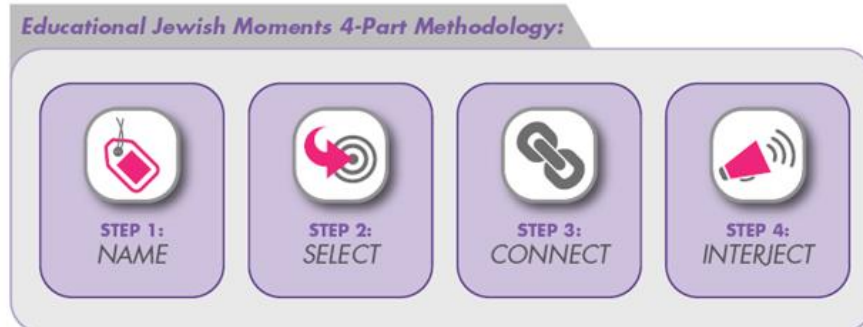 Educational Jewish Moments 4-Part Methodology:
STEP 1:
NAME
STEP 2:
SELECT
STEP 3:
CONNECT
STEP 4:
INTERJECT